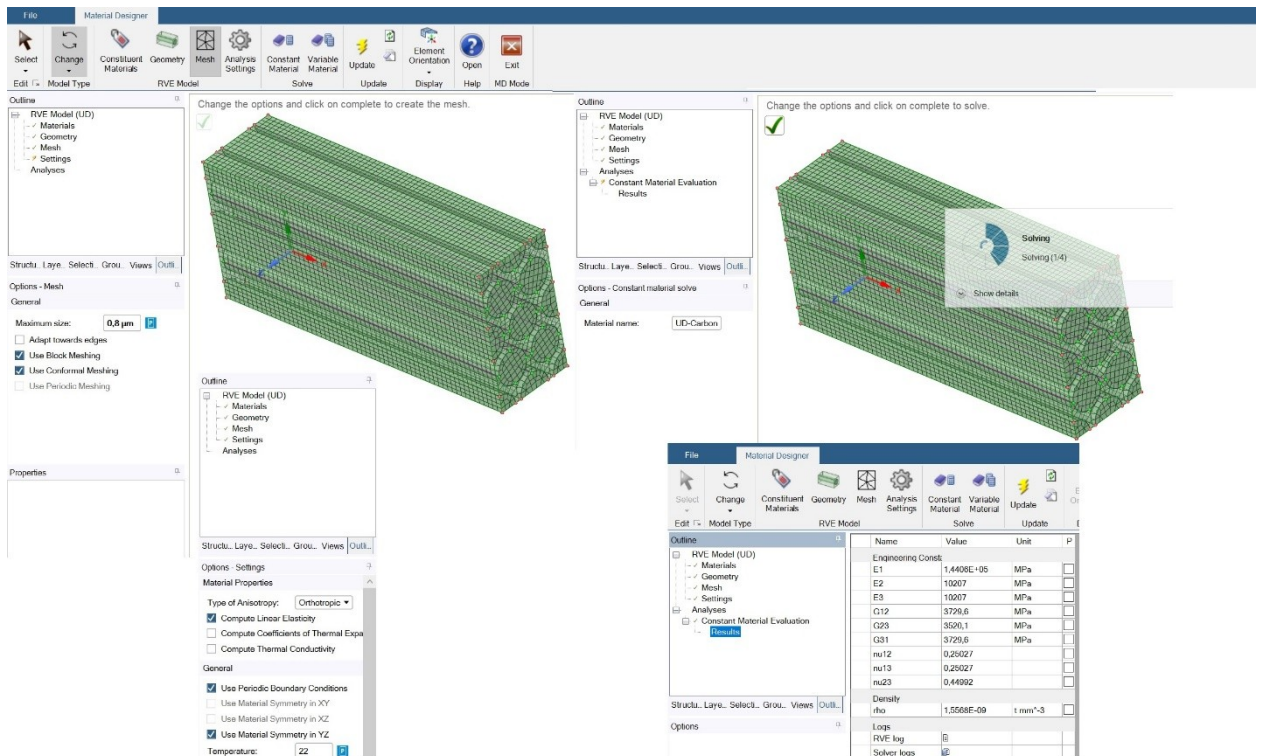 File
Material Designer
Select
Change
Constituent Materials
Geometry
Mesh
Analysis Settings
Constant Material
Variable Material
Update
Element Orientation
Open
Exit
Edit
Model Type
RVE Model
Solve
Update
Display
Help
MD Mode
Outline
RVE Model (UD)
Materials
Geometry
Mesh
Settings
Analyses
Structu.. Laye.. Selecti.. Grou.. Views Outli..
Options - Mesh
General
Maximum size: 0,8 µm
Adapt towards edges
Use Block Meshing
Use Conformal Meshing
Use Periodic Meshing
Properties
Change the options and click on complete to create the mesh.
Outline
RVE Model (UD)
Materials
Geometry
Mesh
Settings
Analyses
Structu.. Laye.. Selecti.. Grou.. Views Outli..
Options - Settings
Material Properties
Type of Anisotropy: Orthotropic
Compute Linear Elasticity
Compute Coefficients of Thermal Expa
Compute Thermal Conductivity
General
Use Periodic Boundary Conditions
Use Material Symmetry in XY
Use Material Symmetry in XZ
Use Material Symmetry in YZ
Temperature: 22
Outline
RVE Model (UD)
Materials
Geometry
Mesh
Settings
Analyses
Constant Material Evaluation
Results
Structu.. Laye.. Selecti.. Grou.. Views Outli..
Options - Constant material solve
General
Material name: UD-Carbon
Change the options and click on complete to solve.
Solving
Solving (1/4)
Show details
File
Material Designer
Select
Change
Constituent Materials
Geometry
Mesh
Analysis Settings
Constant Material
Variable Material
Update
Edit
Model Type
RVE Model
Solve
Update
Outline
RVE Model (UD)
Materials
Geometry
Mesh
Settings
Analyses
Constant Material Evaluation
Results
Structu.. Laye.. Selecti.. Grou.. Views Outli..
Options
Name Value Unit P
Engineering Consta
E1 1,4408E+05 MPa
E2 10207 MPa
E3 10207 MPa
G12 3729,6 MPa
G23 3520,1 MPa
G31 3729,6 MPa
nu12 0,25027
nu13 0,25027
nu23 0,44992
Density
rho 1,5568E-09 t mm^-3
Logs
RVE log
Solver logs